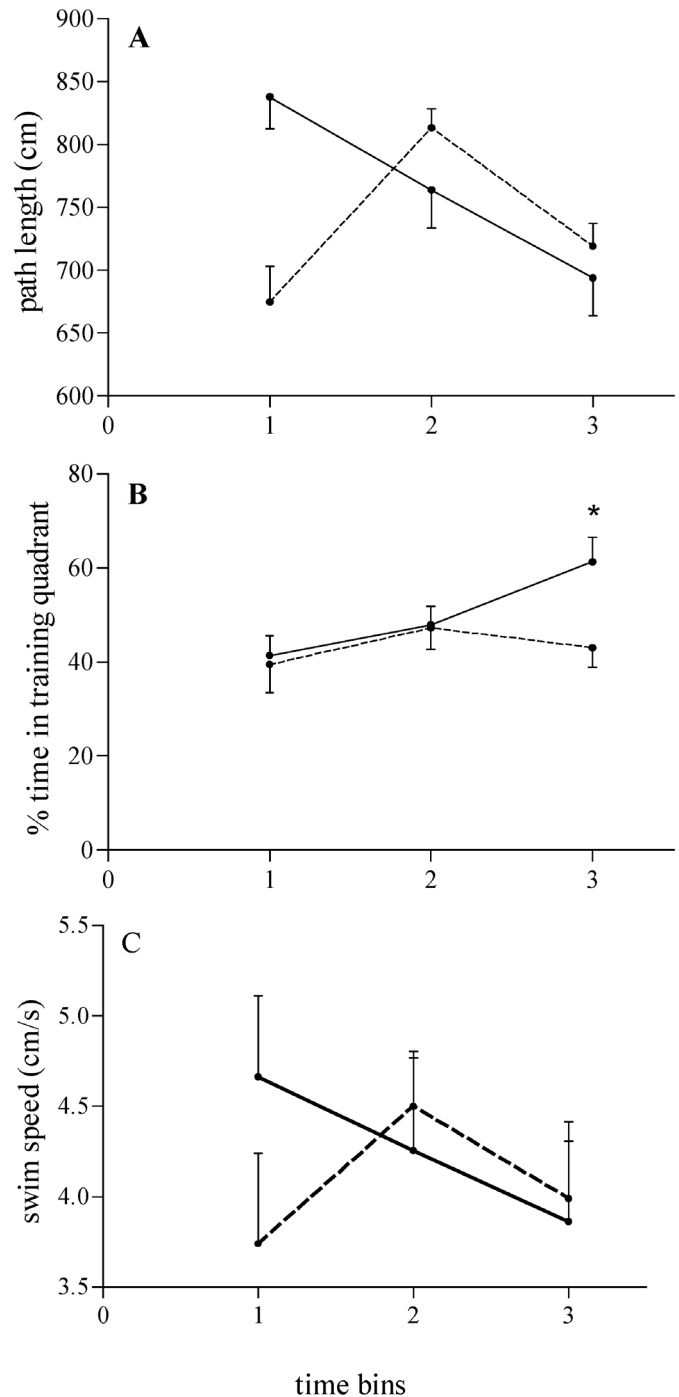 A
path length (cm)
900
850
800
750
700
650
600
0 1 2 3
B
*
% time in training quadrant
80
60
40
20
0
0 1 2 3
C
swim speed (cm/s)
5.5
5.0
4.5
4.0
3.5
0 1 2 3
time bins